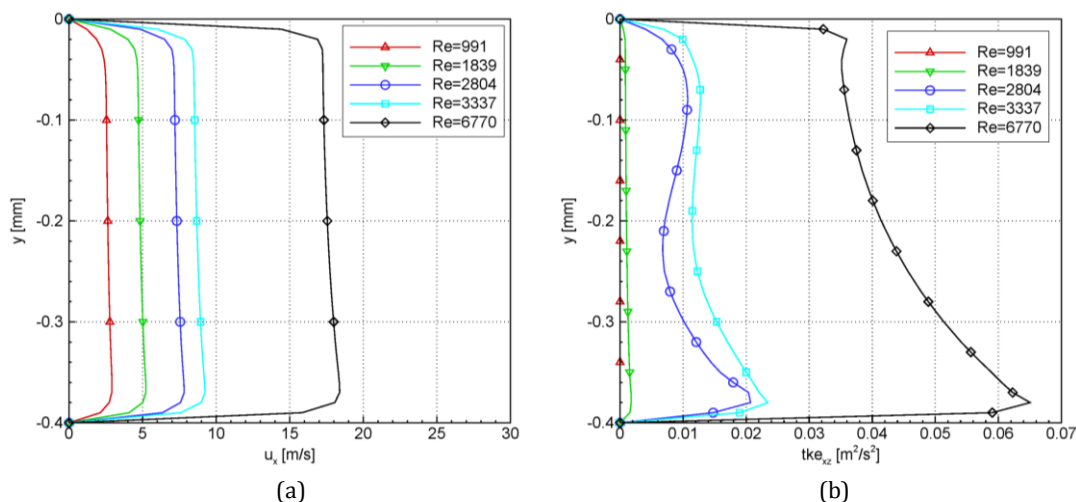 0
-0.1
-0.2
-0.3
-0.4
y [mm]
0
5
10
15
20
25
30
u_x [m/s]
Re=991
Re=1839
Re=2804
Re=3337
Re=6770
(a)
0
-0.1
-0.2
-0.3
-0.4
y [mm]
0
0.01
0.02
0.03
0.04
0.05
0.06
0.07
tke_xz [m²/s²]
Re=991
Re=1839
Re=2804
Re=3337
Re=6770
(b)